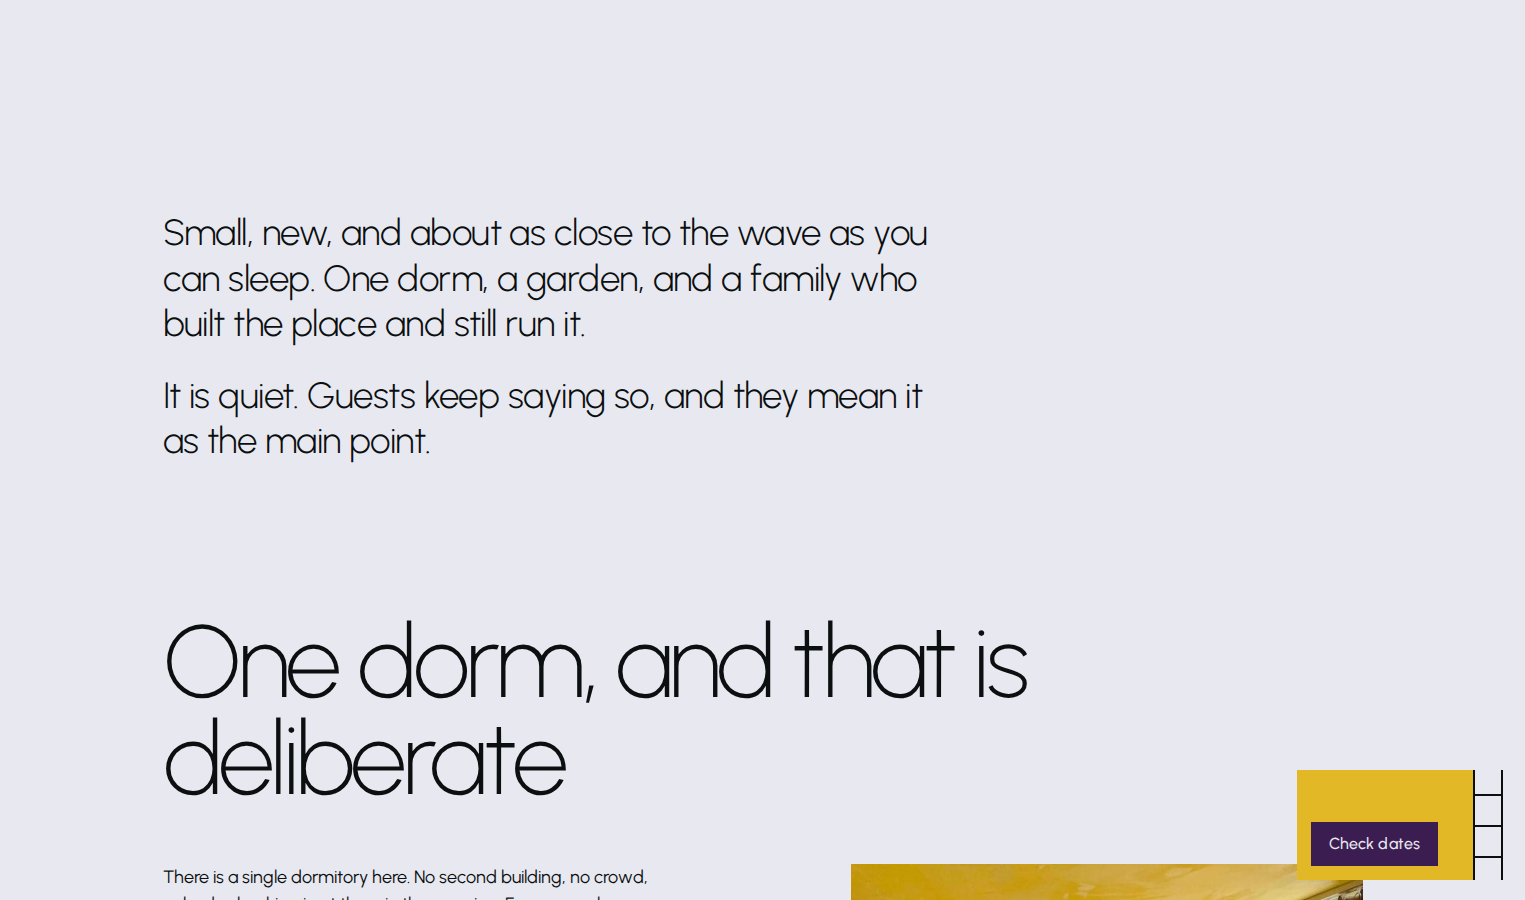 Small, new, and about as close to the wave as you
can sleep. One dorm, a garden, and a family who
built the place and still run it.
It is quiet. Guests keep saying so, and they mean it
as the main point.
One dorm, and that is
deliberate
There is a single dormitory here. No second building, no crowd,
Check dates